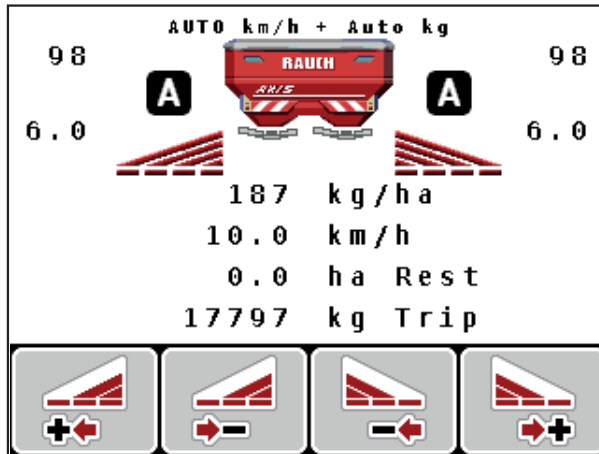 AUTO km/h + Auto kg
98
98
RAUCH
AXIS
A
A
6.0
6.0
187 kg/ha
10.0 km/h
0.0 ha Rest
17797 kg Trip